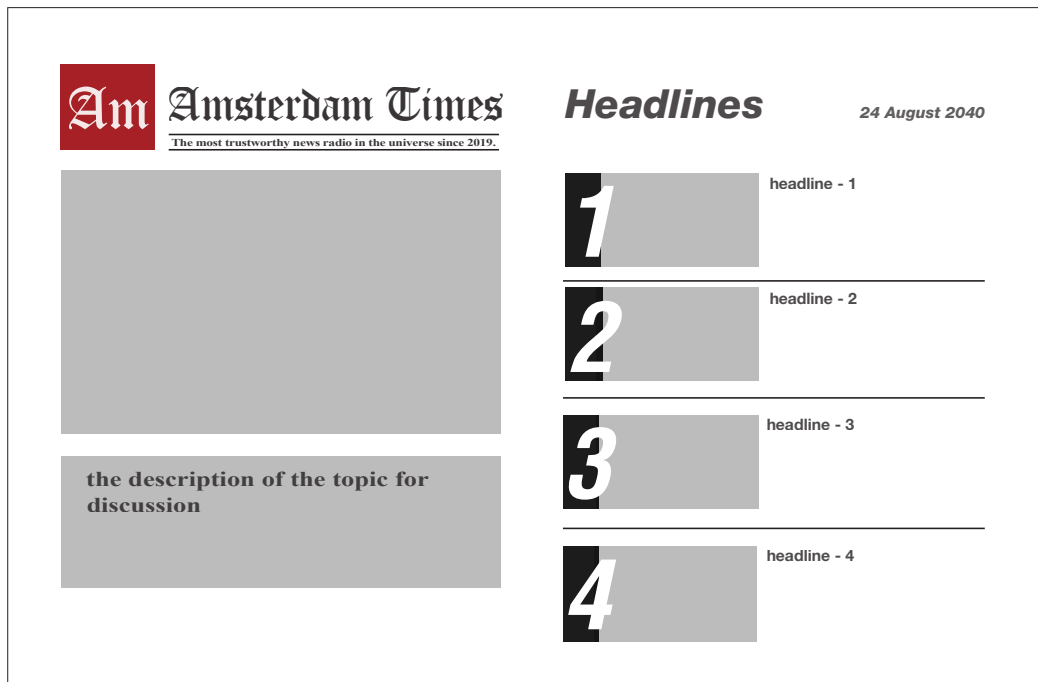 Am
Amsterdam Times
The most trustworthy news radio in the universe since 2019.
the description of the topic for
discussion
Headlines
24 August 2040
1
headline - 1
2
headline - 2
3
headline - 3
4
headline - 4